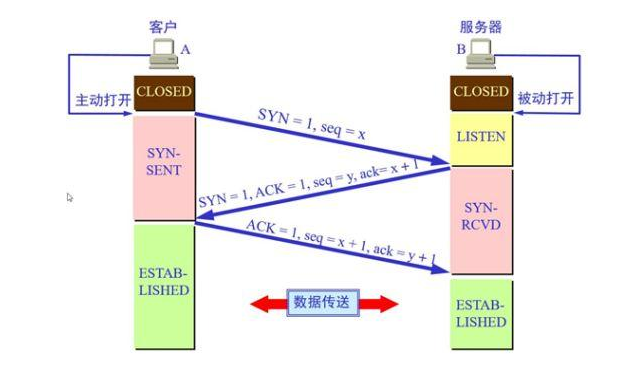 客户
服务器
A
B
主动打开
CLOSED
CLOSED
被动打开
SYN = 1, seq = x
LISTEN
SYN-
SENT
SYN = 1, ACK = 1, seq = y, ack= x + 1
SYN-
RCVD
ACK = 1, seq = x + 1, ack = y + 1
ESTAB-
LISHED
数据传送
ESTAB-
LISHED